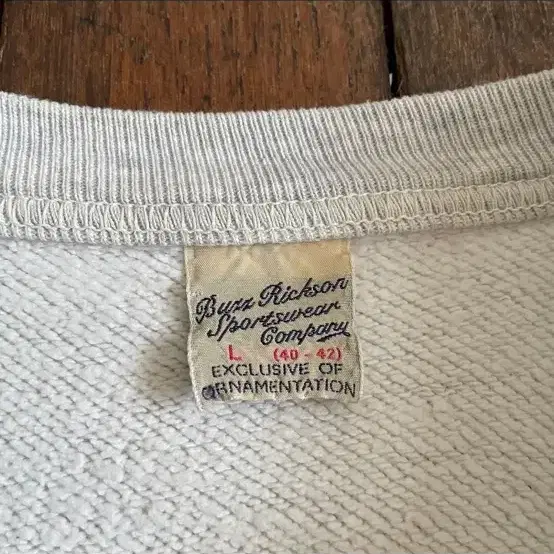 Buzz Rickson
Sportswear
Company
L (40 - 42)
EXCLUSIVE OF
ORNAMENTATION